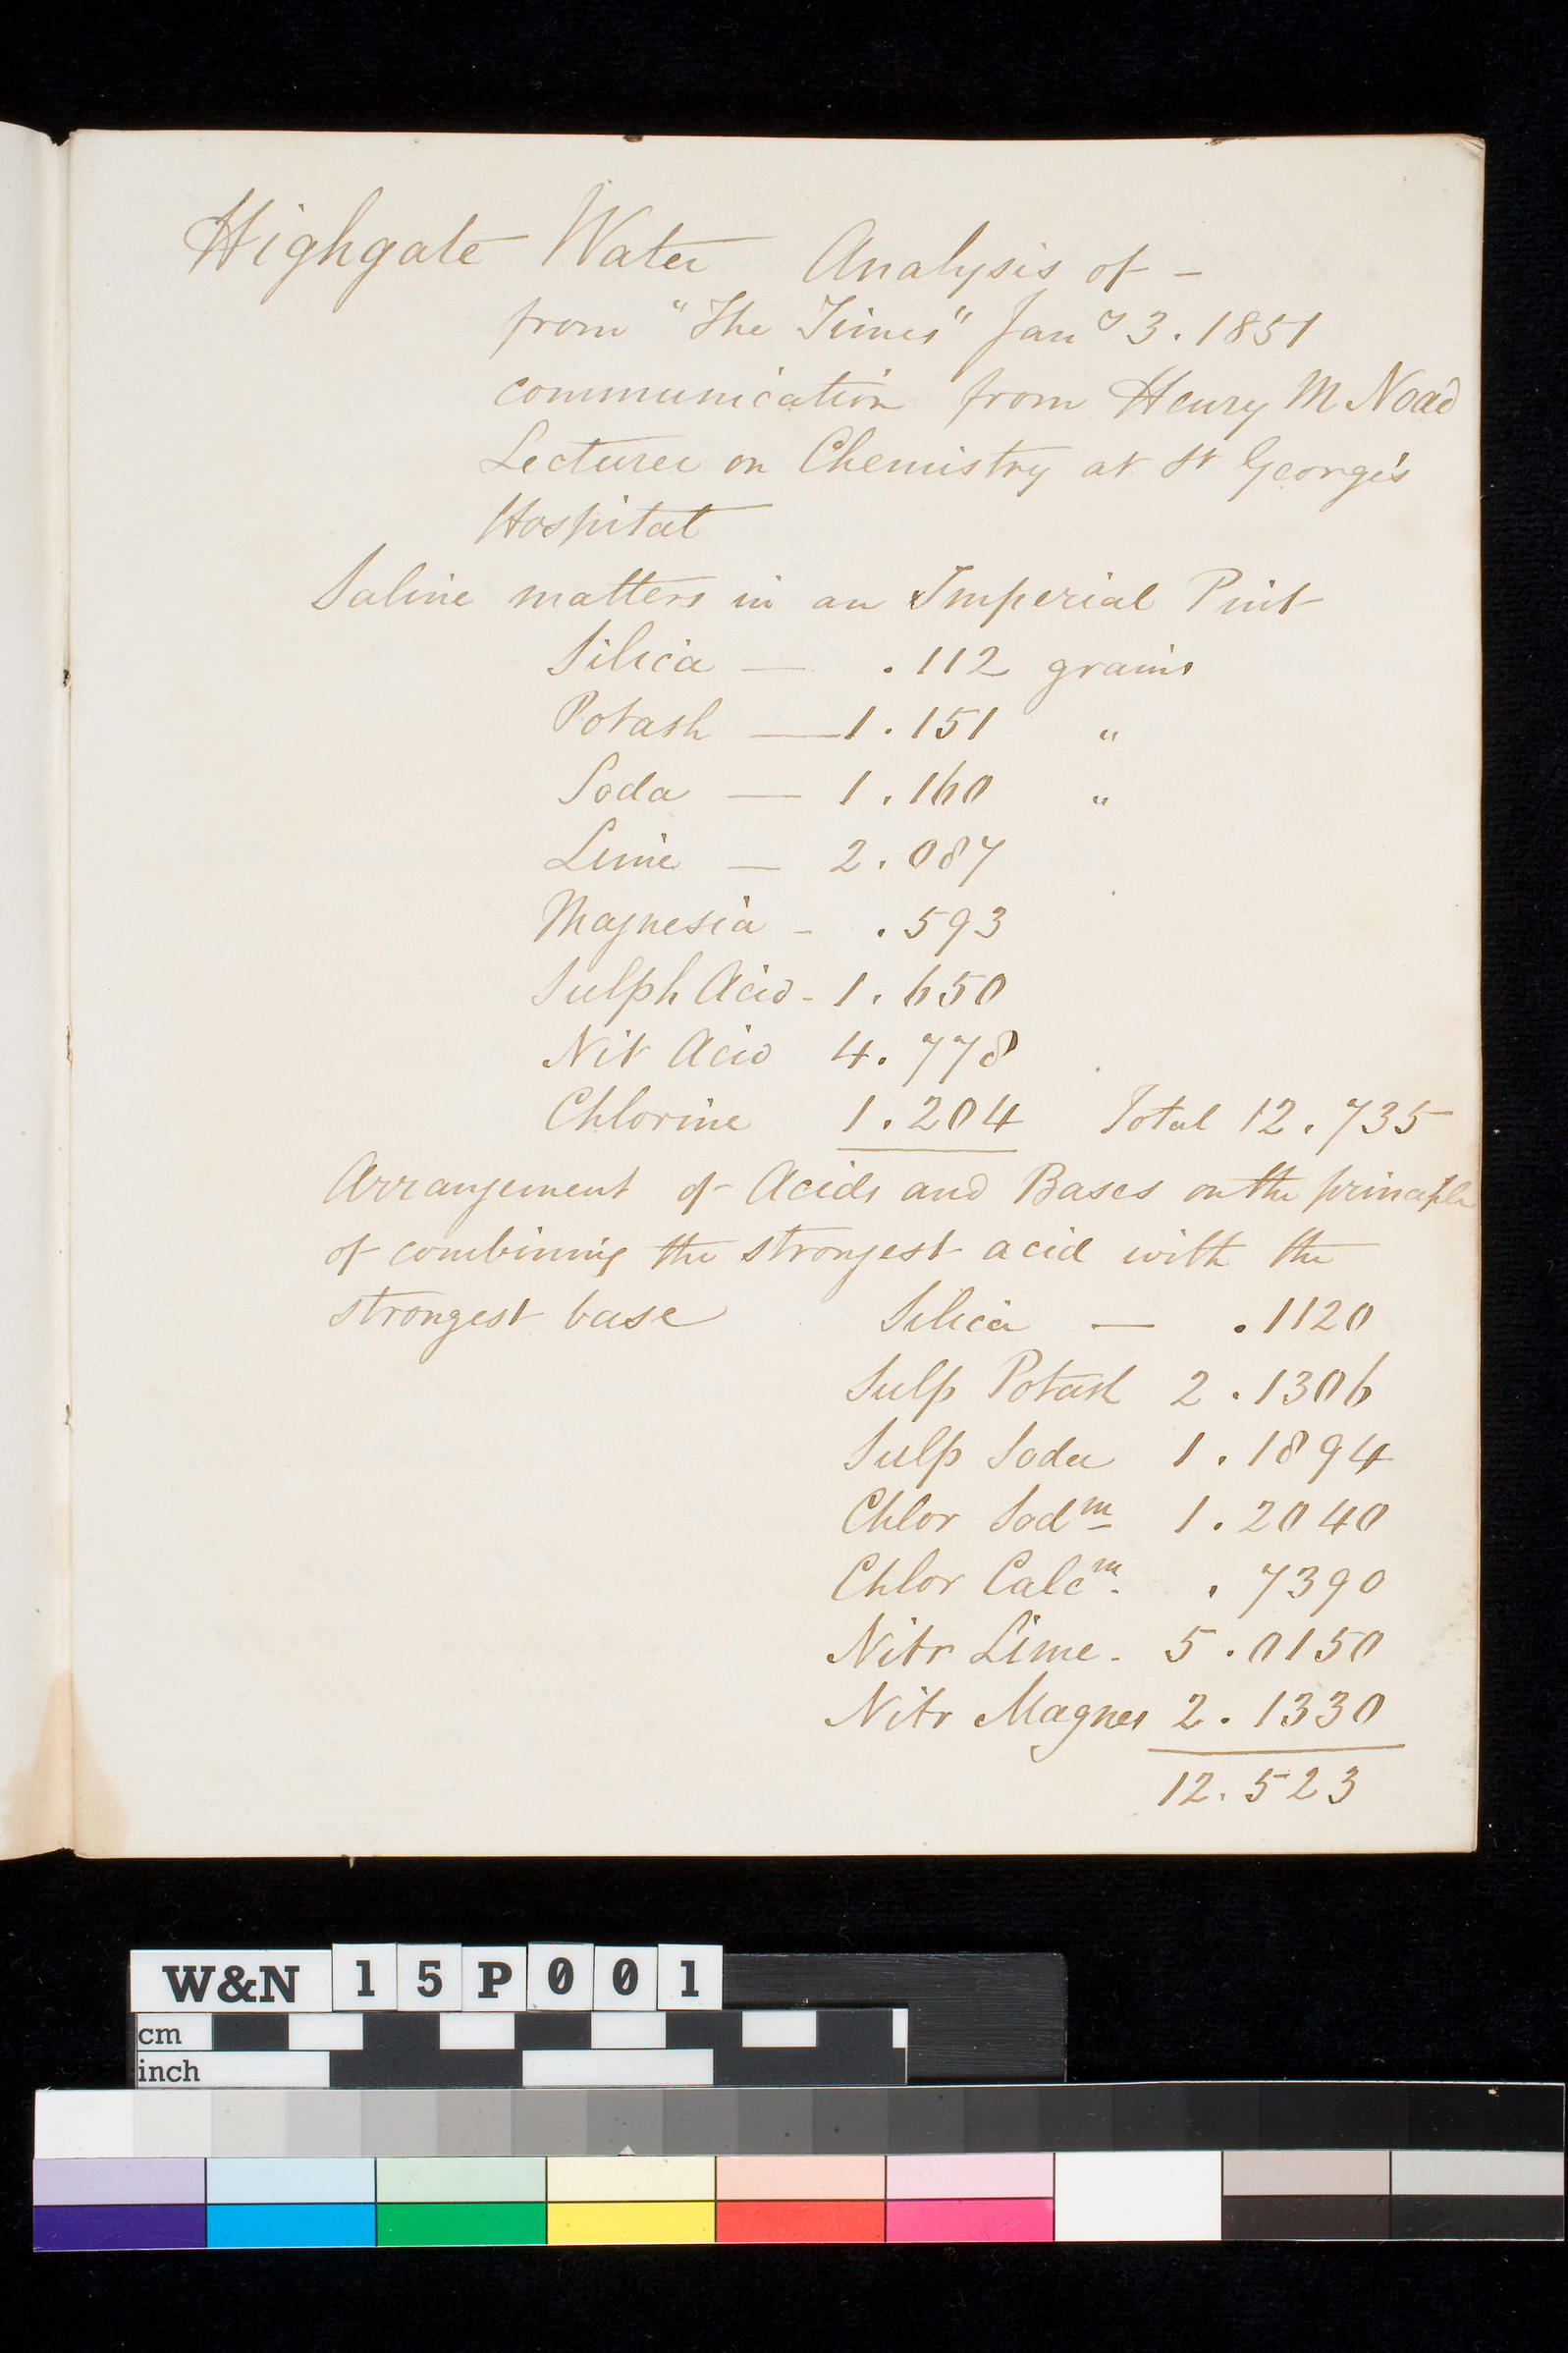 Highgate Water Analysis of -
from "The Times" Jany 3. 1851
communication from Henry M Noad
Lecturer on Chemistry at St George's
Hospital
Saline matters in an Imperial Pint
Silica — .112 grains
Potash — 1.151 "
Soda — 1.160 "
Lime — 2.087
Magnesia - .593
Sulph Acid - 1.650
Nit Acid 4.778
Chlorine 1.204 Total 12.735
Arrangement of Acids and Bases on the principle
of combining the strongest acid with the
strongest base Silica — .1120
Sulp Potash 2.1306
Sulp Soda 1.1894
Chlor Sodm 1.2040
Chlor Calcm. .7390
Nitr Lime. 5.0150
Nitr Magnes 2.1330
12.523
W&N 15P001
cm
inch